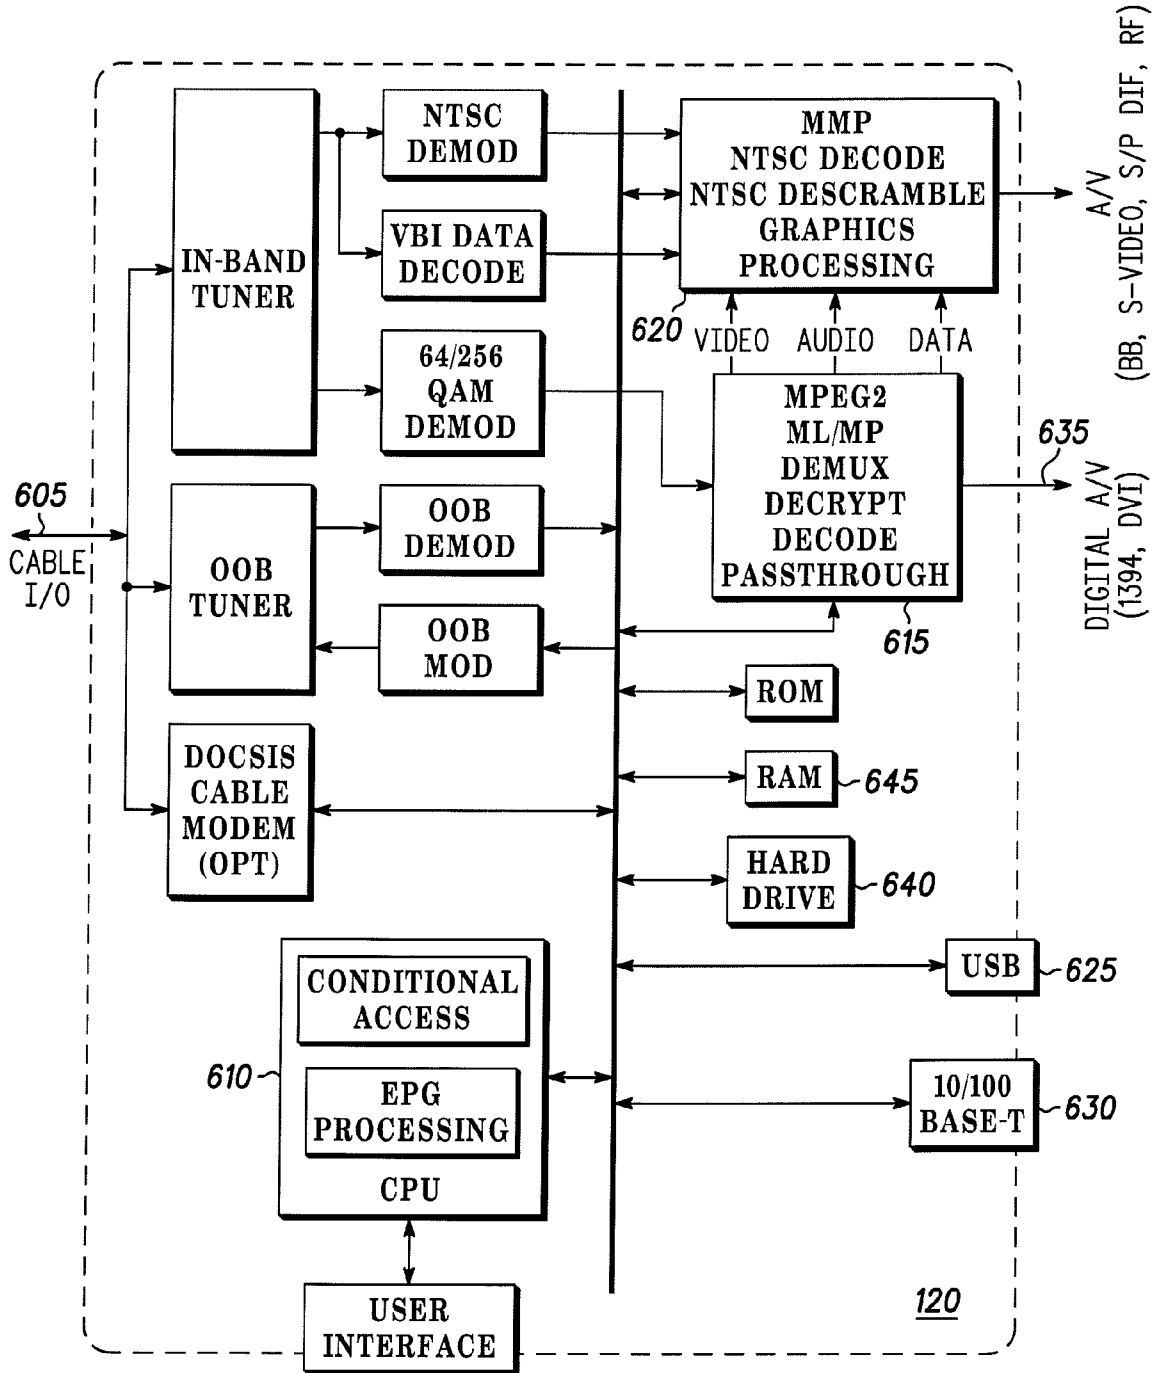 IN-BAND
TUNER
NTSC
DEMOD
VBI DATA
DECODE
64/256
QAM
DEMOD
MMP
NTSC DECODE
NTSC DESCRAMBLE
GRAPHICS
PROCESSING
620
VIDEO
AUDIO
DATA
A/V
(BB, S-VIDEO, S/P DIF, RF)
MPEG2
ML/MP
DEMUX
DECRYPT
DECODE
PASSTHROUGH
615
635
DIGITAL A/V
(1394, DVI)
605
CABLE
I/O
OOB
TUNER
OOB
DEMOD
OOB
MOD
DOCSIS
CABLE
MODEM
(OPT)
ROM
RAM
645
HARD
DRIVE
640
USB
625
10/100
BASE-T
630
610
CONDITIONAL
ACCESS
EPG
PROCESSING
CPU
USER
INTERFACE
120